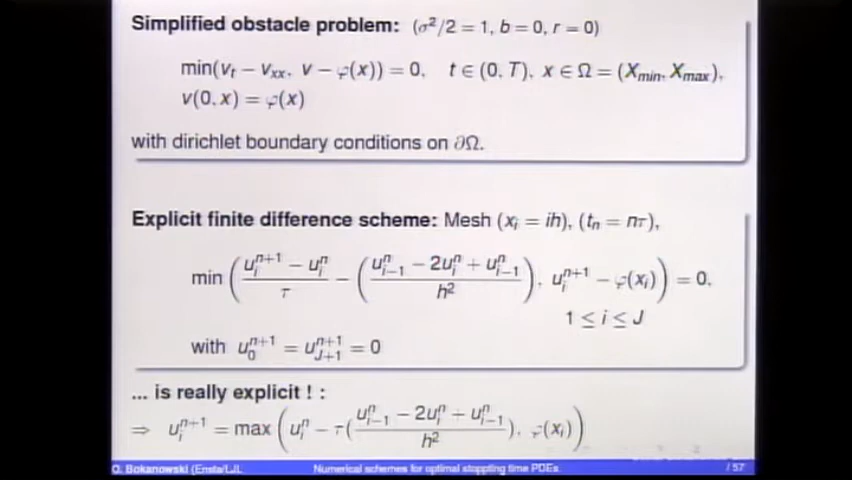 Simplified obstacle problem: (σ²/2 = 1, b = 0, r = 0)
min(v_t − v_xx, v − φ(x)) = 0, t ∈ (0, T), x ∈ Ω = (X_min, X_max),
v(0, x) = φ(x)
with dirichlet boundary conditions on ∂Ω.
Explicit finite difference scheme: Mesh (x_i = ih), (t_n = nτ),
min ( (u_i^{n+1} − u_i^n)/τ − ( (u_{i−1}^n − 2u_i^n + u_{i−1}^n)/h² ), u_i^{n+1} − φ(x_i) ) = 0,
1 ≤ i ≤ J
with u_0^{n+1} = u_{J+1}^{n+1} = 0
... is really explicit ! :
⇒ u_i^{n+1} = max ( u_i^n − τ( (u_{i−1}^n − 2u_i^n + u_{i−1}^n)/h² ), φ(x_i) )
O. Bokanowski (Ensta/LJL Numerical schemes for optimal stoppting time PDEs. / 57